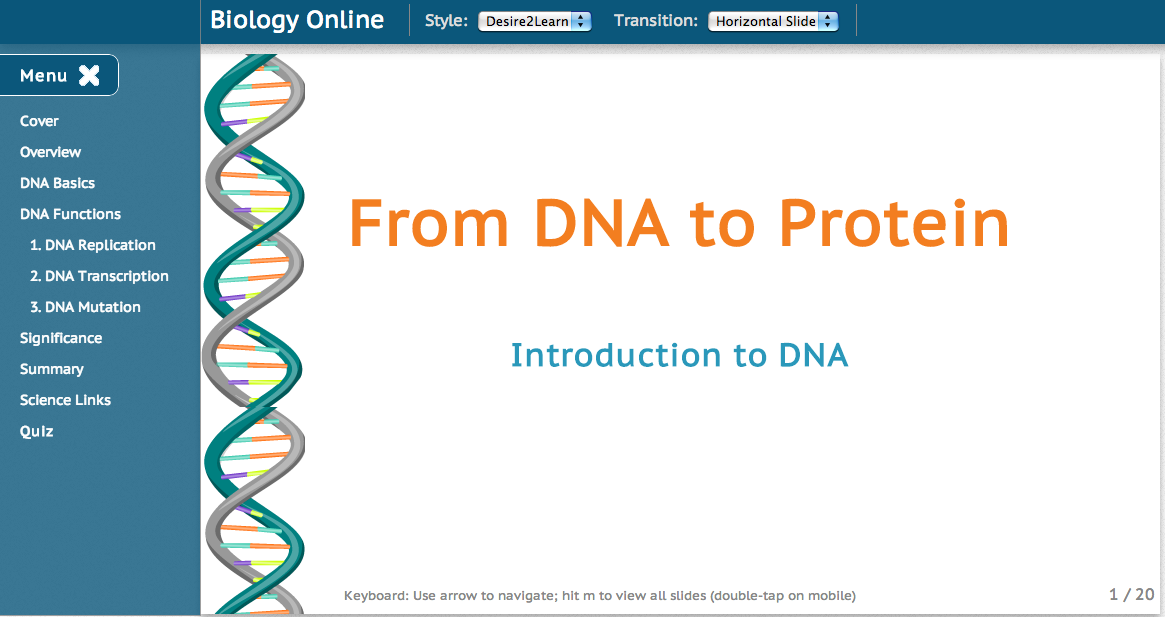 Biology Online
Style: Desire2Learn
Transition: Horizontal Slide
Menu
Cover
Overview
DNA Basics
DNA Functions
1. DNA Replication
2. DNA Transcription
3. DNA Mutation
Significance
Summary
Science Links
Quiz
From DNA to Protein
Introduction to DNA
Keyboard: Use arrow to navigate; hit m to view all slides (double-tap on mobile)
1 / 20